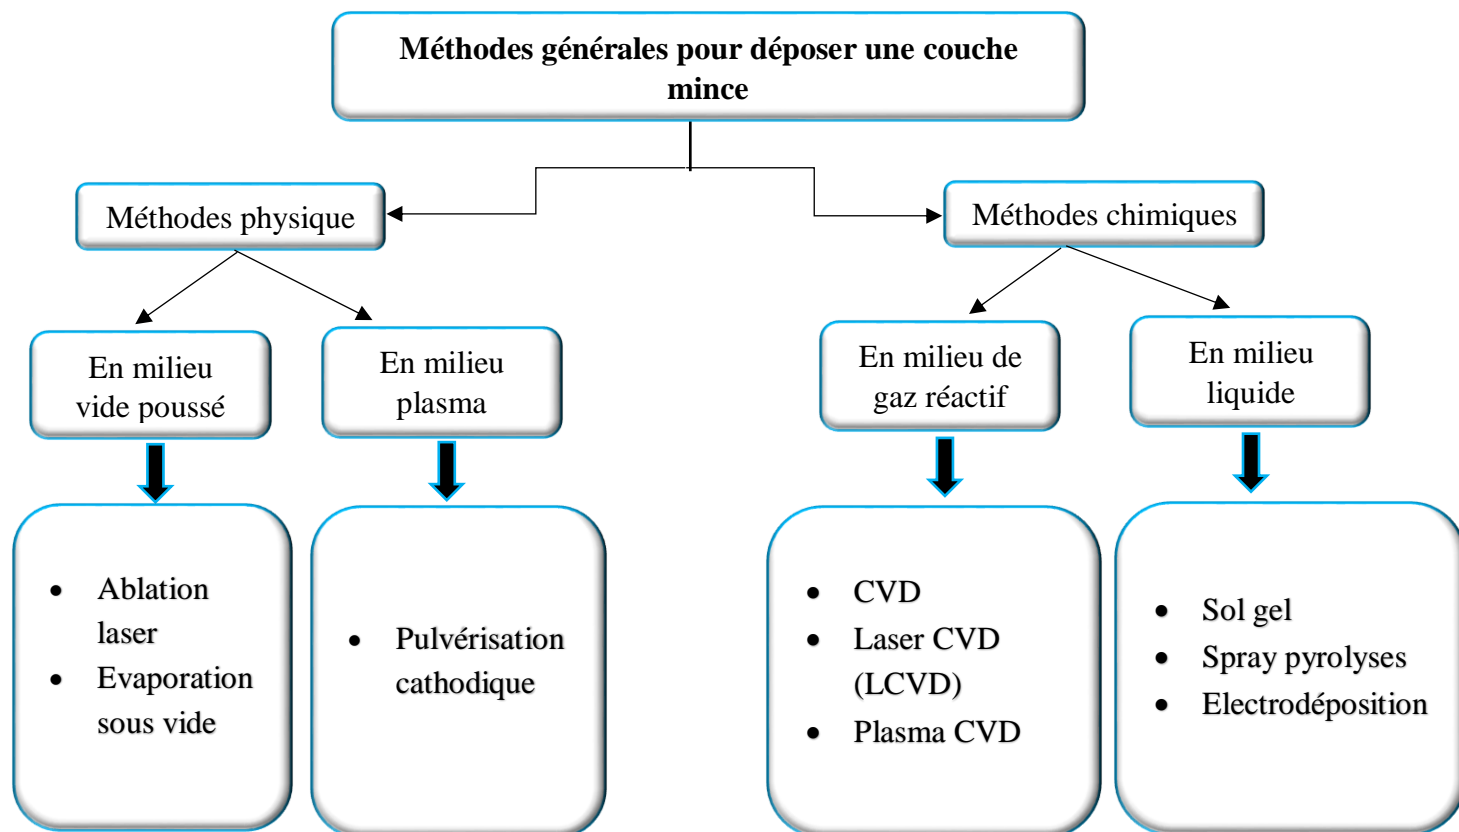 Méthodes générales pour déposer une couche
mince
Méthodes physique
Méthodes chimiques
En milieu
vide poussé
En milieu
plasma
En milieu de
gaz réactif
En milieu
liquide
• Ablation
laser
• Evaporation
sous vide
• Pulvérisation
cathodique
• CVD
• Laser CVD
(LCVD)
• Plasma CVD
• Sol gel
• Spray pyrolyses
• Electrodéposition